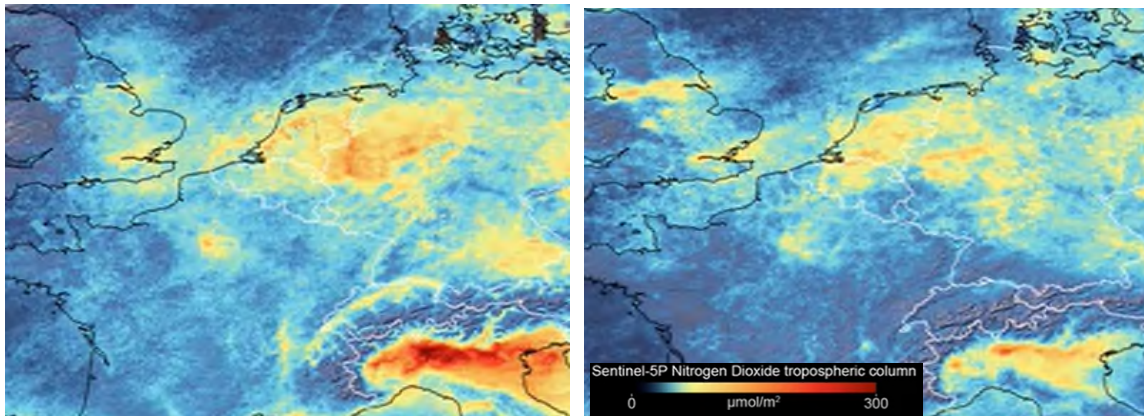 Sentinel-5P Nitrogen Dioxide tropospheric column
0 µmol/m² 300